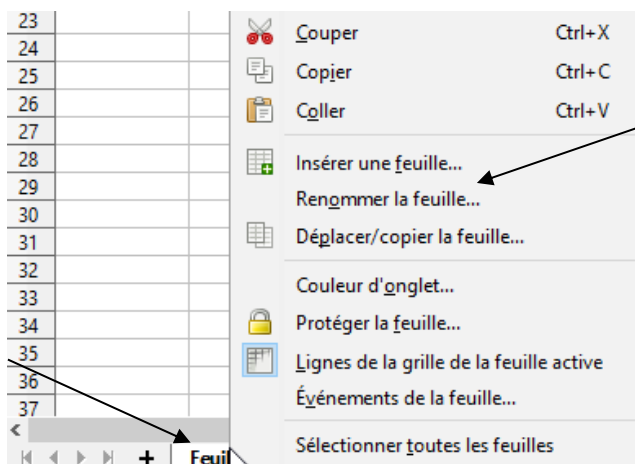 23
24
25
26
27
28
29
30
31
32
33
34
35
36
37
Couper Ctrl+X
Copier Ctrl+C
Coller Ctrl+V
Insérer une feuille...
Renommer la feuille...
Déplacer/copier la feuille...
Couleur d'onglet...
Protéger la feuille...
Lignes de la grille de la feuille active
Événements de la feuille...
Sélectionner toutes les feuilles
Feuil